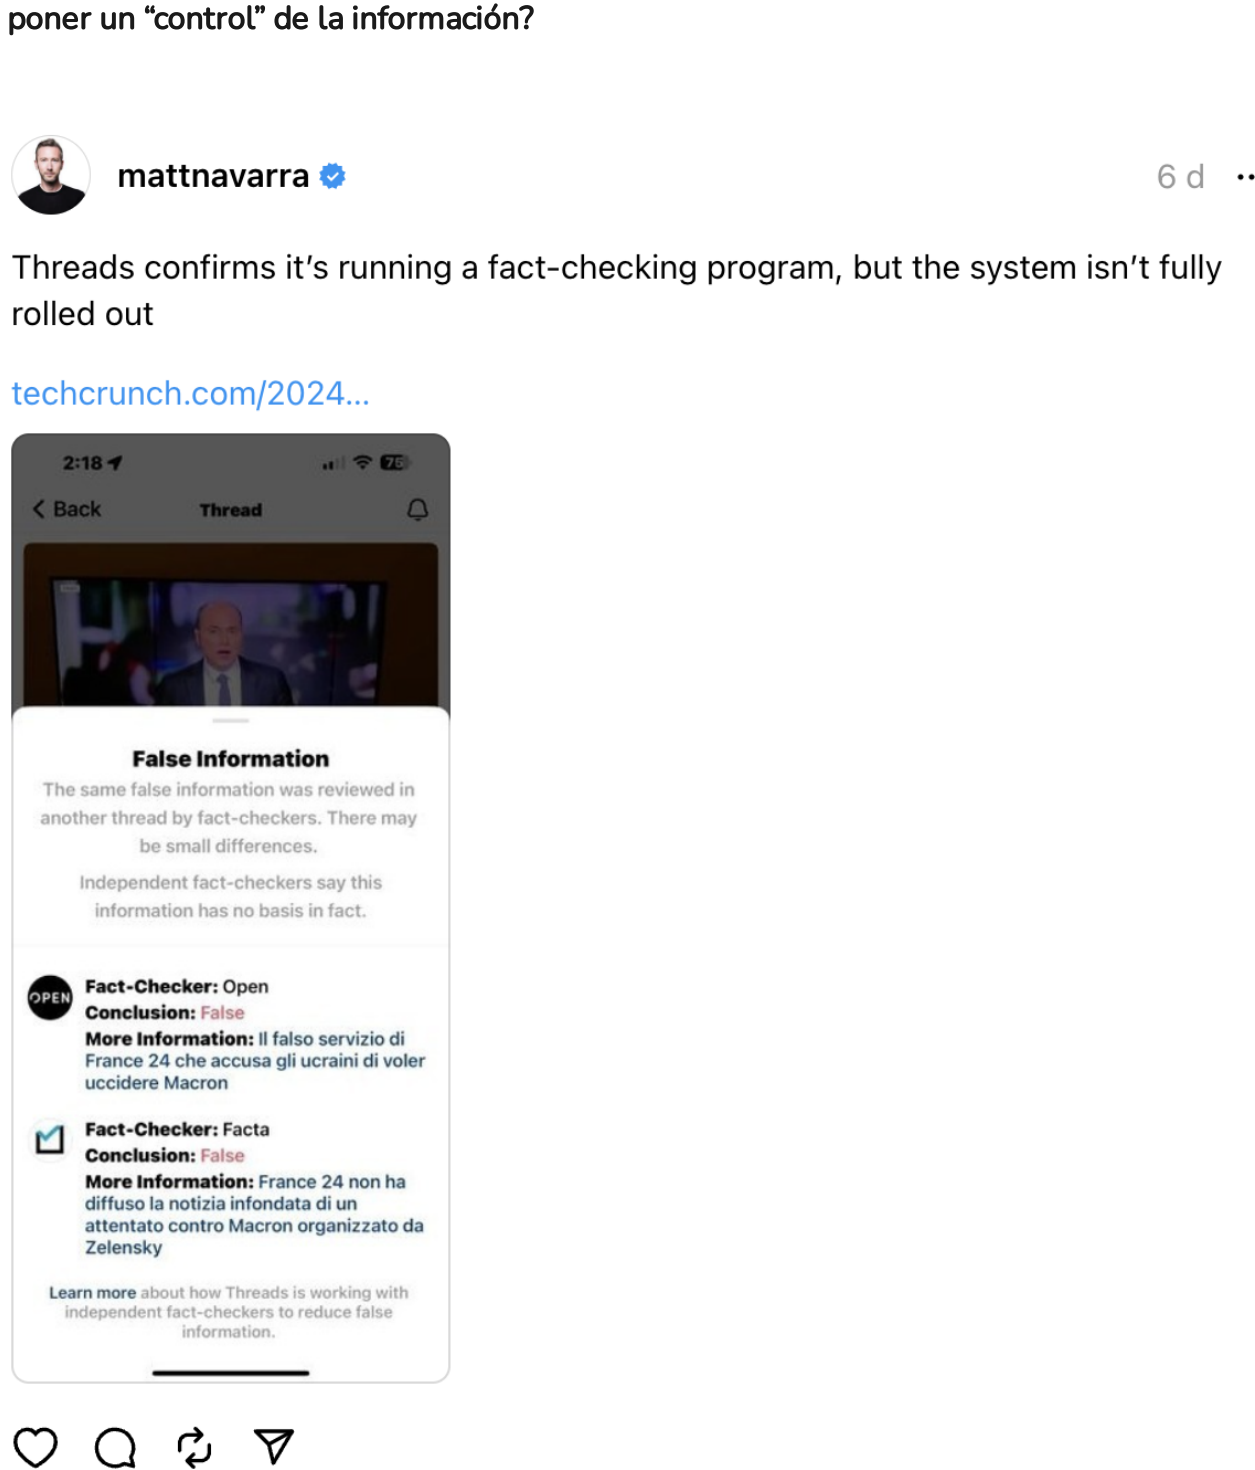 poner un “control” de la información?
mattnavarra
6 d
Threads confirms it’s running a fact-checking program, but the system isn’t fully
rolled out
techcrunch.com/2024...
2:18
75
Back
Thread
False Information
The same false information was reviewed in
another thread by fact-checkers. There may
be small differences.
Independent fact-checkers say this
information has no basis in fact.
OPEN
Fact-Checker: Open
Conclusion: False
More Information: Il falso servizio di
France 24 che accusa gli ucraini di voler
uccidere Macron
Fact-Checker: Facta
Conclusion: False
More Information: France 24 non ha
diffuso la notizia infondata di un
attentato contro Macron organizzato da
Zelensky
Learn more about how Threads is working with
independent fact-checkers to reduce false
information.